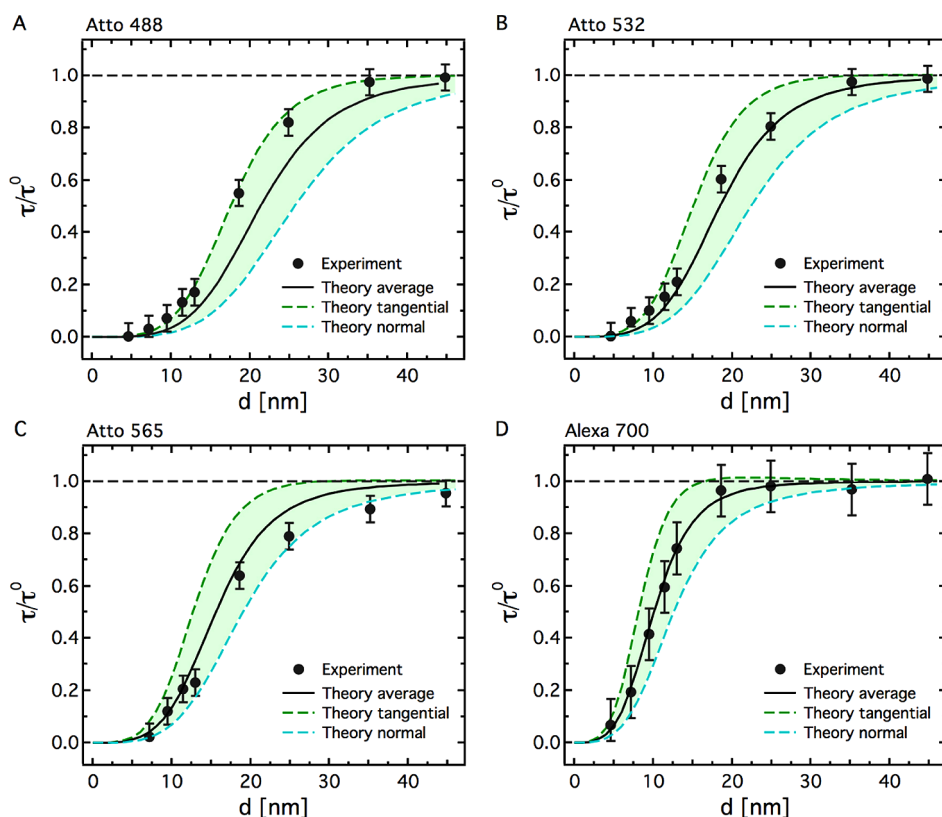 A Atto 488
1.0
0.8
0.6
0.4
0.2
0.0
τ/τ⁰
Experiment
Theory average
Theory tangential
Theory normal
0 10 20 30 40
d [nm]
B Atto 532
1.0
0.8
0.6
0.4
0.2
0.0
τ/τ⁰
Experiment
Theory average
Theory tangential
Theory normal
0 10 20 30 40
d [nm]
C Atto 565
1.0
0.8
0.6
0.4
0.2
0.0
τ/τ⁰
Experiment
Theory average
Theory tangential
Theory normal
0 10 20 30 40
d [nm]
D Alexa 700
1.0
0.8
0.6
0.4
0.2
0.0
τ/τ⁰
Experiment
Theory average
Theory tangential
Theory normal
0 10 20 30 40
d [nm]